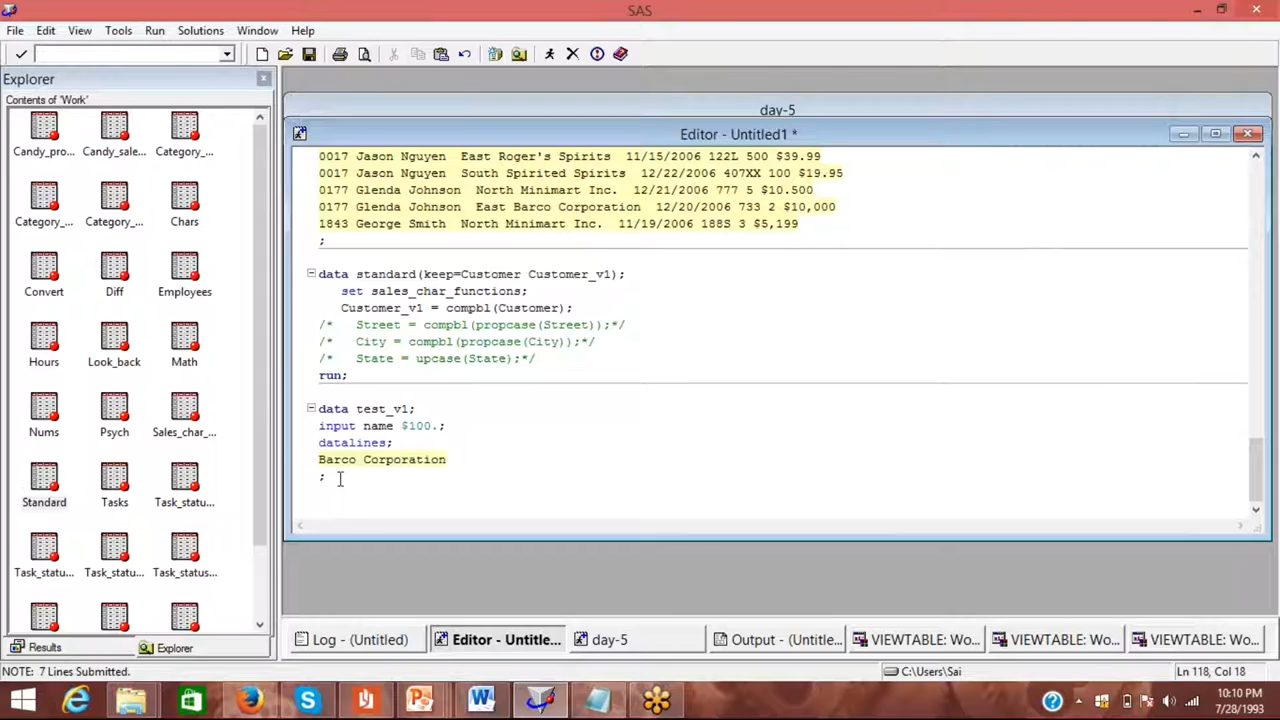 SAS
File Edit View Tools Run Solutions Window Help
Explorer
Contents of 'Work'
Candy_pro... Candy_sale... Category_...
Category_... Category_... Chars
Convert Diff Employees
Hours Look_back Math
Nums Psych Sales_char_...
Standard Tasks Task_statu...
Task_statu... Task_statu... Task_status...
Results Explorer
day-5
Editor - Untitled1 *
0017 Jason Nguyen East Roger's Spirits 11/15/2006 122L 500 $39.99
0017 Jason Nguyen South Spirited Spirits 12/22/2006 407XX 100 $19.95
0177 Glenda Johnson North Minimart Inc. 12/21/2006 777 5 $10.500
0177 Glenda Johnson East Barco Corporation 12/20/2006 733 2 $10,000
1843 George Smith North Minimart Inc. 11/19/2006 188S 3 $5,199
;
data standard(keep=Customer Customer_v1);
set sales_char_functions;
Customer_v1 = compbl(Customer);
/* Street = compbl(propcase(Street));*/
/* City = compbl(propcase(City));*/
/* State = upcase(State);*/
run;
data test_v1;
input name $100.;
datalines;
Barco Corporation
;
Log - (Untitled) Editor - Untitle... day-5 Output - (Untitle... VIEWTABLE: Wo... VIEWTABLE: Wo... VIEWTABLE: Wo...
NOTE: 7 Lines Submitted. C:\Users\Sai Ln 118, Col 18
10:10 PM
7/28/1993